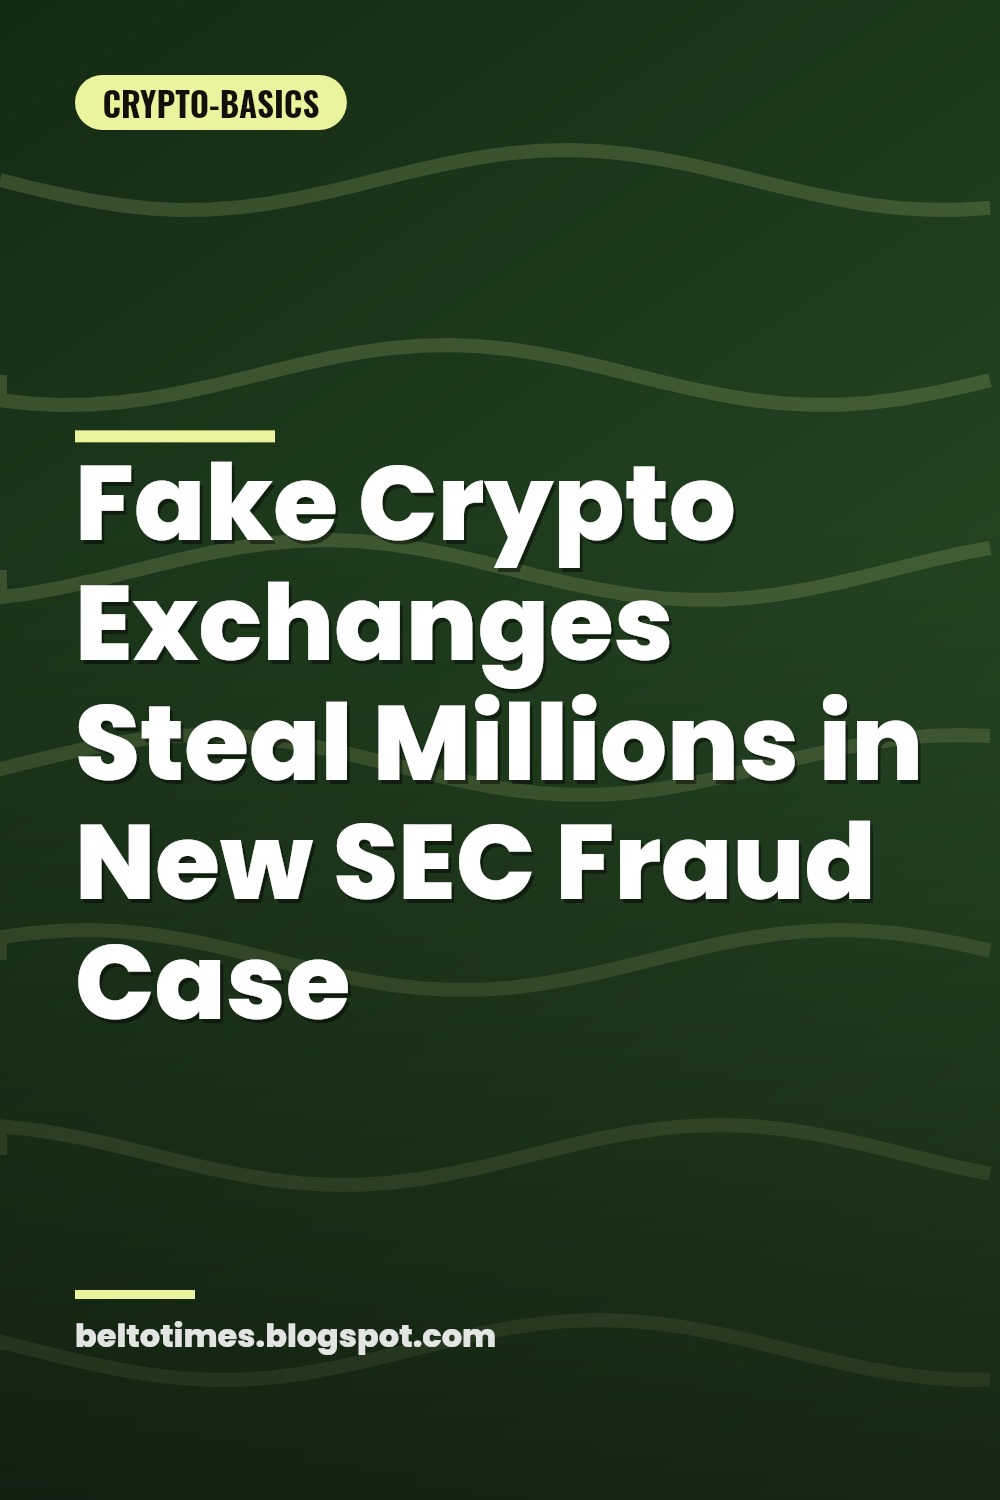 CRYPTO-BASICS
Fake Crypto
Exchanges
Steal Millions in
New SEC Fraud
Case
beltotimes.blogspot.com